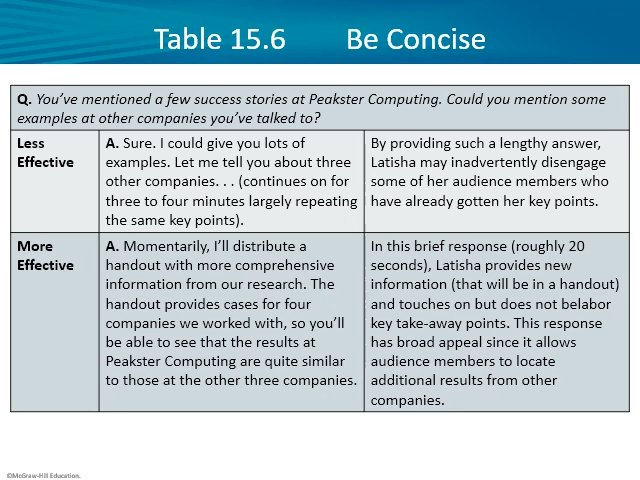 Table 15.6 Be Concise
Q. You’ve mentioned a few success stories at Peakster Computing. Could you mention some
examples at other companies you’ve talked to?
Less
Effective
A. Sure. I could give you lots of
examples. Let me tell you about three
other companies. . . (continues on for
three to four minutes largely repeating
the same key points).
By providing such a lengthy answer,
Latisha may inadvertently disengage
some of her audience members who
have already gotten her key points.
More
Effective
A. Momentarily, I’ll distribute a
handout with more comprehensive
information from our research. The
handout provides cases for four
companies we worked with, so you’ll
be able to see that the results at
Peakster Computing are quite similar
to those at the other three companies.
In this brief response (roughly 20
seconds), Latisha provides new
information (that will be in a handout)
and touches on but does not belabor
key take-away points. This response
has broad appeal since it allows
audience members to locate
additional results from other
companies.
©McGraw-Hill Education.